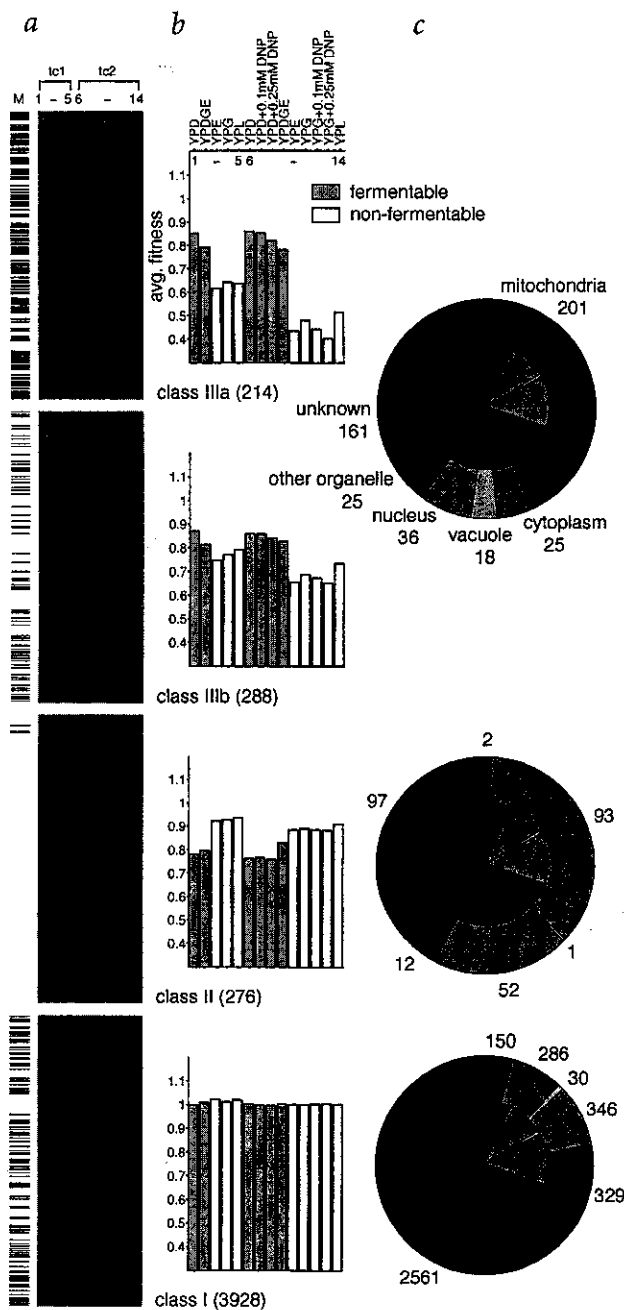 a
b
c
tc1
tc2
M
1 – 5 6 – 14
YPD
YPDGE
YPE
YPG
YPL
YPD
YPD+0.1mM DNP
YPD+0.25mM DNP
YPDGE
YPE
YPG
YPG+0.1mM DNP
YPG+0.25mM DNP
YPL
1 – 5 6 – 14
fermentable
non-fermentable
avg. fitness
1.1
1
0.9
0.8
0.7
0.6
0.5
0.4
class IIIa (214)
mitochondria
201
unknown
161
other organelle
25
nucleus
36
vacuole
18
cytoplasm
25
1.1
1
0.9
0.8
0.7
0.6
0.5
0.4
class IIIb (288)
1.1
1
0.9
0.8
0.7
0.6
0.5
0.4
class II (276)
2
97
93
12
52
1
1.1
1
0.9
0.8
0.7
0.6
0.5
0.4
class I (3928)
150
286
30
346
329
2561